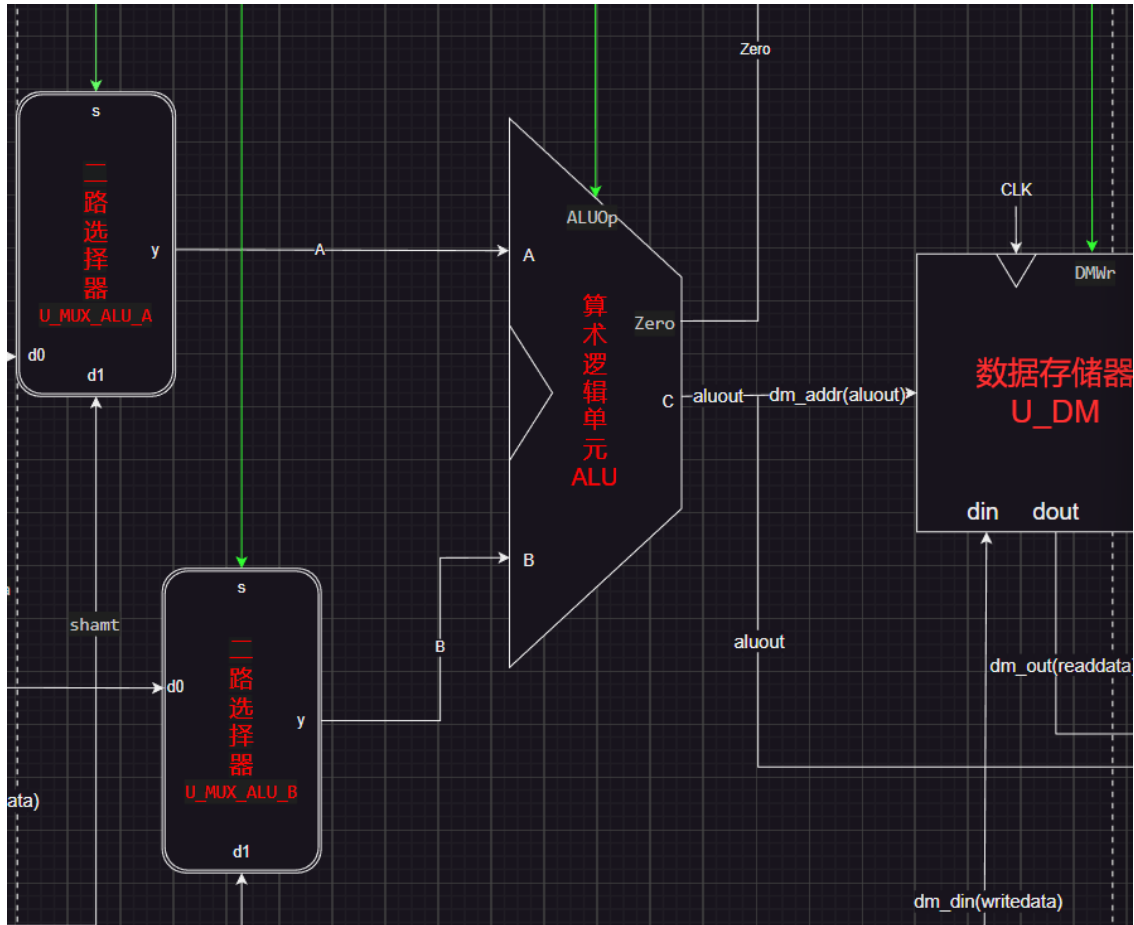 Zero
s
二
路
选
择
器
U_MUX_ALU_A
y
d0
d1
A
ALUOp
A
算
术
逻
辑
单
元
ALU
Zero
C
B
aluout
dm_addr(aluout)
CLK
DMWr
数据存储器
U_DM
din
dout
shamt
s
二
路
选
择
器
U_MUX_ALU_B
d0
y
d1
B
aluout
dm_out(readdata)
ata)
dm_din(writedata)